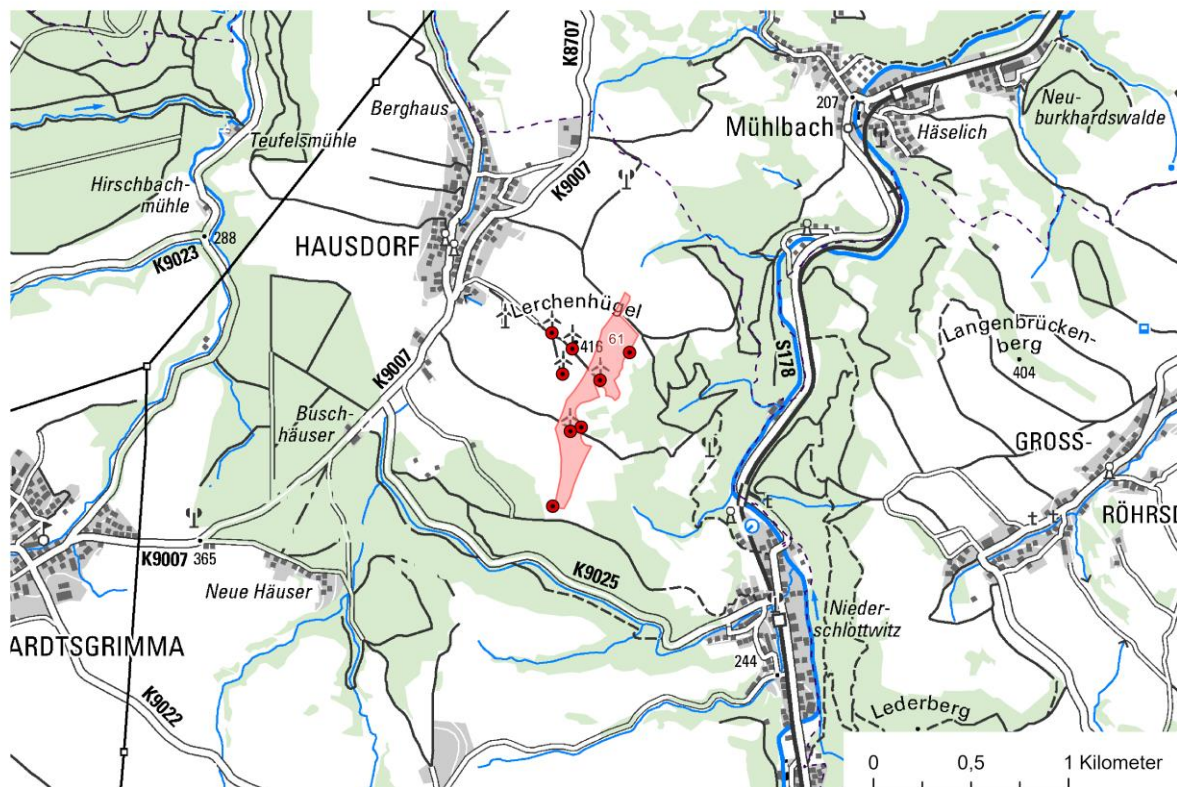 K8707
Berghaus
Teufelsmühle
Hirschbach-
mühle
K9007
288
K9023
HAUSDORF
207
Mühlbach
Häselich
Neu-
burkhardswalde
Lerchenhügel
416
61
K9007
S178
Langenbrücken-
berg
404
Busch-
häuser
GROSS-
RÖHRSD
K9007
365
Neue Häuser
K9025
ARDTSGRIMMA
K9022
Nieder-
schlottwitz
244
Lederberg
0 0,5 1 Kilometer